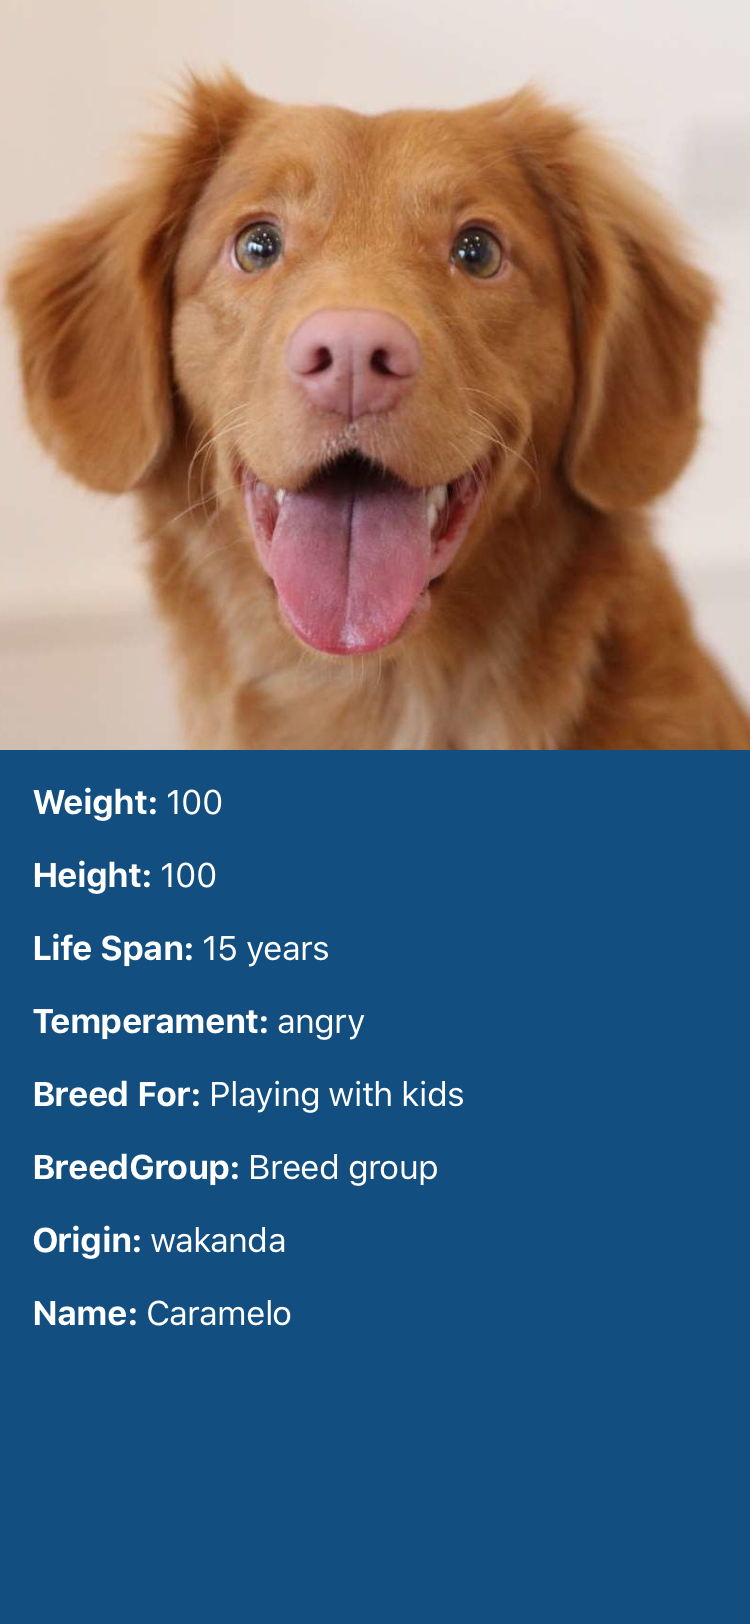 Weight: 100
Height: 100
Life Span: 15 years
Temperament: angry
Breed For: Playing with kids
BreedGroup: Breed group
Origin: wakanda
Name: Caramelo